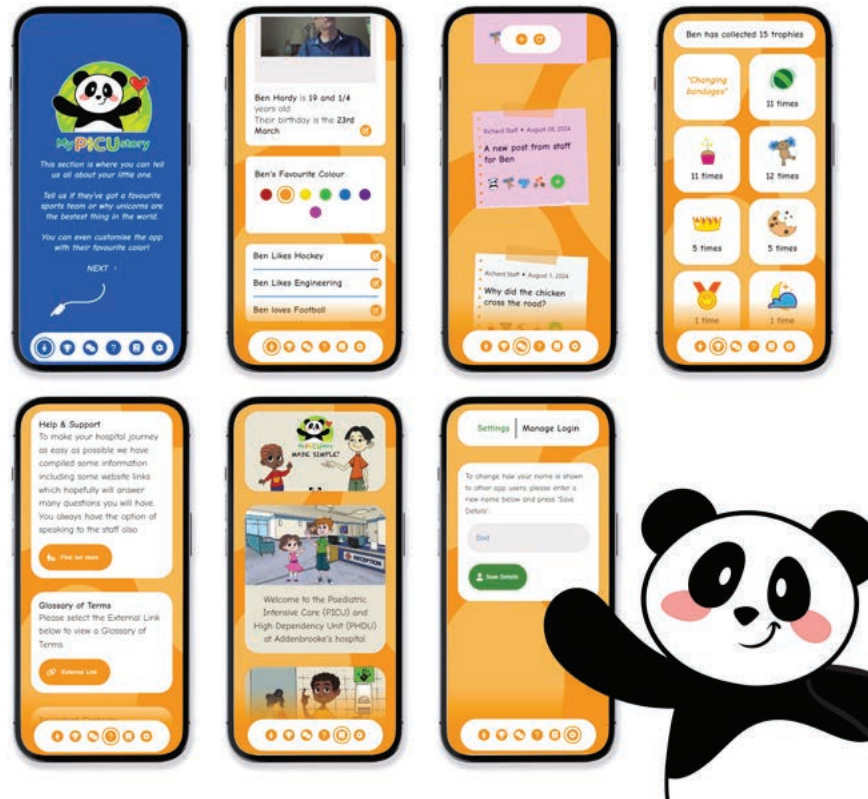 My PICU story
This section is where you can tell
us all about your little one.
Tell us if they've got a favourite
sports team or why unicorns are
the bestest thing in the world.
You can even customise the app
with their favourite color!
NEXT ›
Ben Hardy is 19 and 1/4
years old
Their birthday is the 23rd
March
Ben's Favourite Colour
Ben Likes Hockey
Ben Likes Engineering
Ben loves Football
Richard Staff • August 28, 2024
A new post from staff
for Ben
Richard Staff • August 1, 2024
Why did the chicken
cross the road?
Ben has collected 15 trophies
"Changing
bandages"
11 times
11 times
12 times
5 times
5 times
1 time
1 time
Help & Support
To make your hospital journey
as easy as possible we have
compiled some information
including some website links
which hopefully will answer
many questions you will have.
You always have the option of
speaking to the staff also
Find out more
Glossary of Terms
Please select the External Link
below to view a Glossary of
Terms
External Link
My PICU story
MADE SIMPLE!
RECEPTION
Welcome to the Paediatric
Intensive Care (PICU) and
High Dependency Unit (PHDU)
at Addenbrooke's hospital.
Settings | Manage Login
To change how your name is shown
to other app users, please enter a
new name below and press 'Save
Details'.
Dad
Save Details